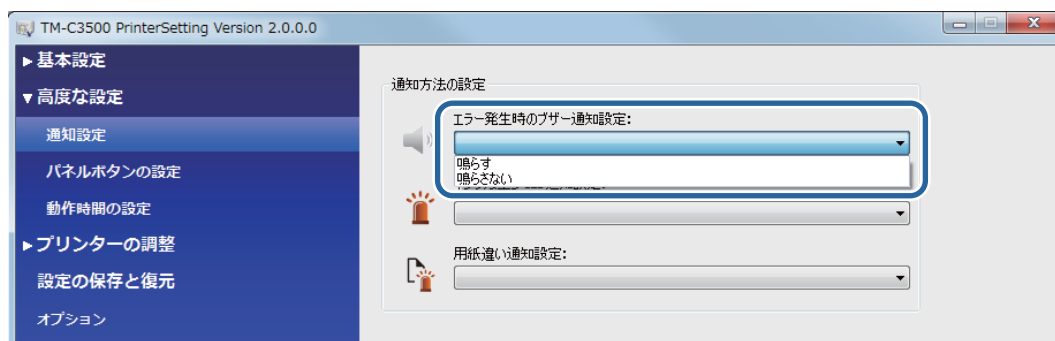 TM-C3500 PrinterSetting Version 2.0.0.0
▶基本設定
▼高度な設定
通知設定
パネルボタンの設定
動作時間の設定
▶プリンターの調整
設定の保存と復元
オプション
通知方法の設定
エラー発生時のブザー通知設定:
鳴らす
鳴らさない
用紙違い通知設定: